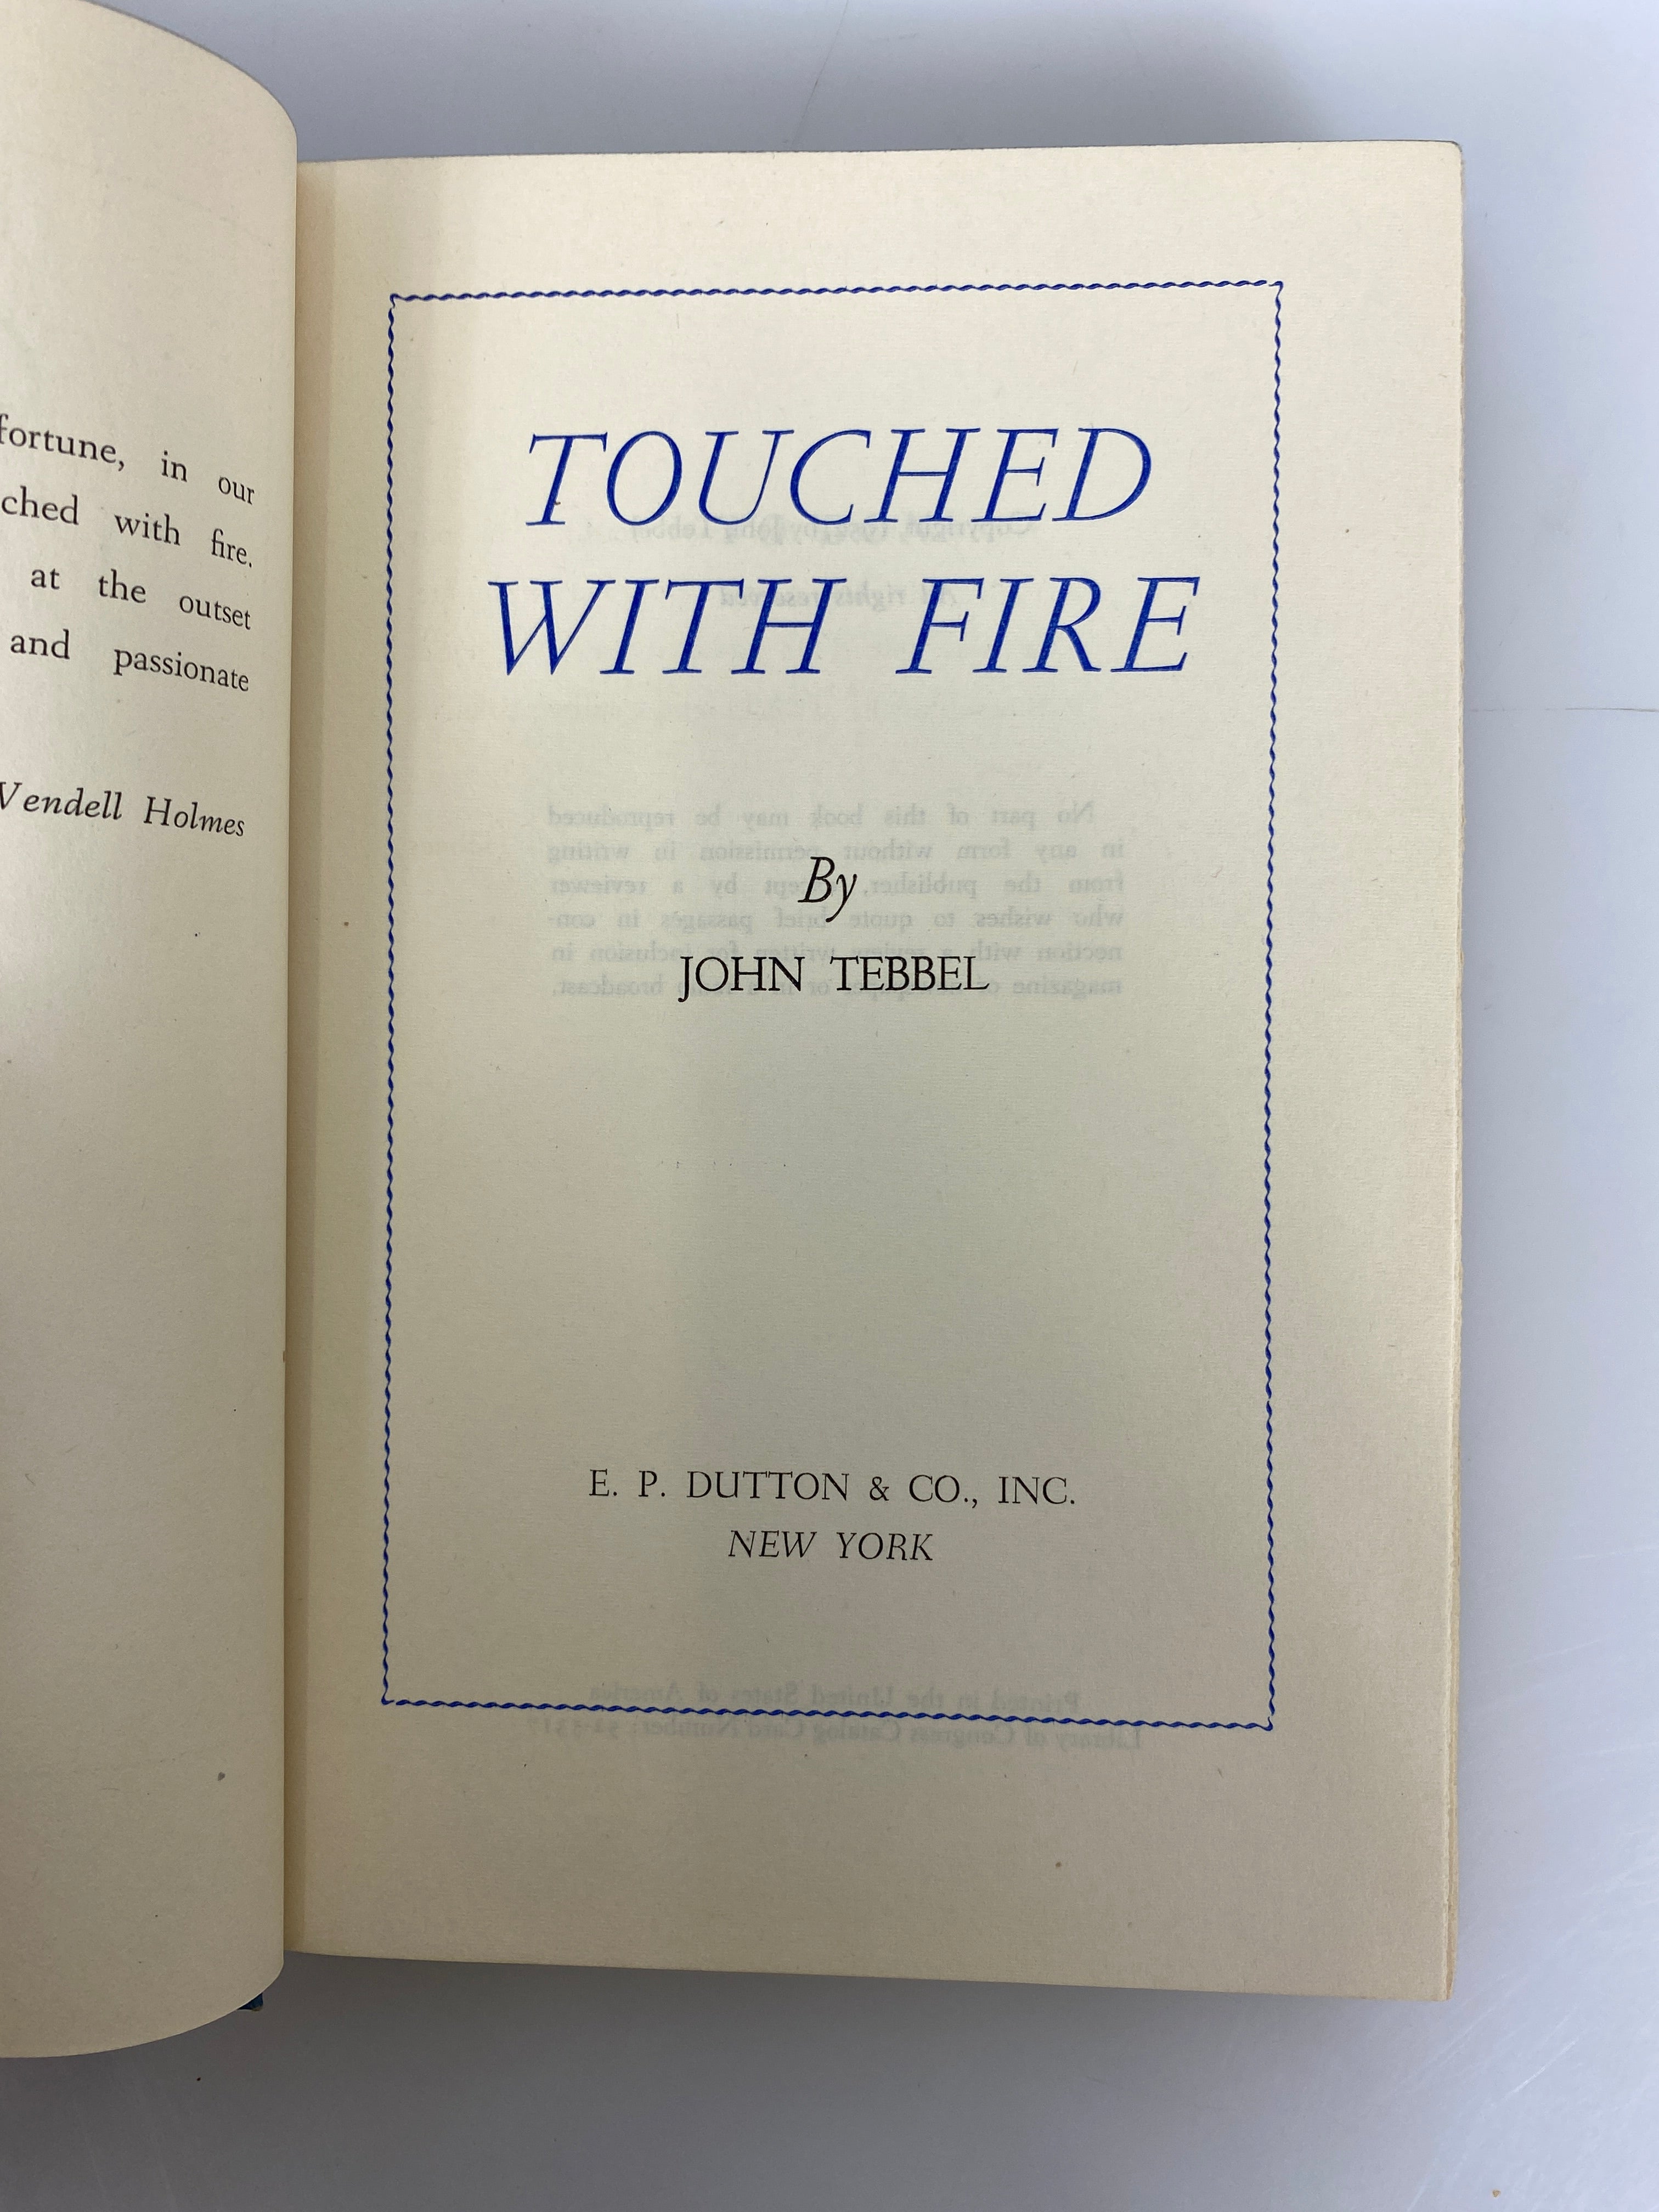 fortune, in our
ched with fire.
at the outset
and passionate
Wendell Holmes
TOUCHED
WITH FIRE
By
JOHN TEBBEL
E. P. DUTTON & CO., INC.
NEW YORK